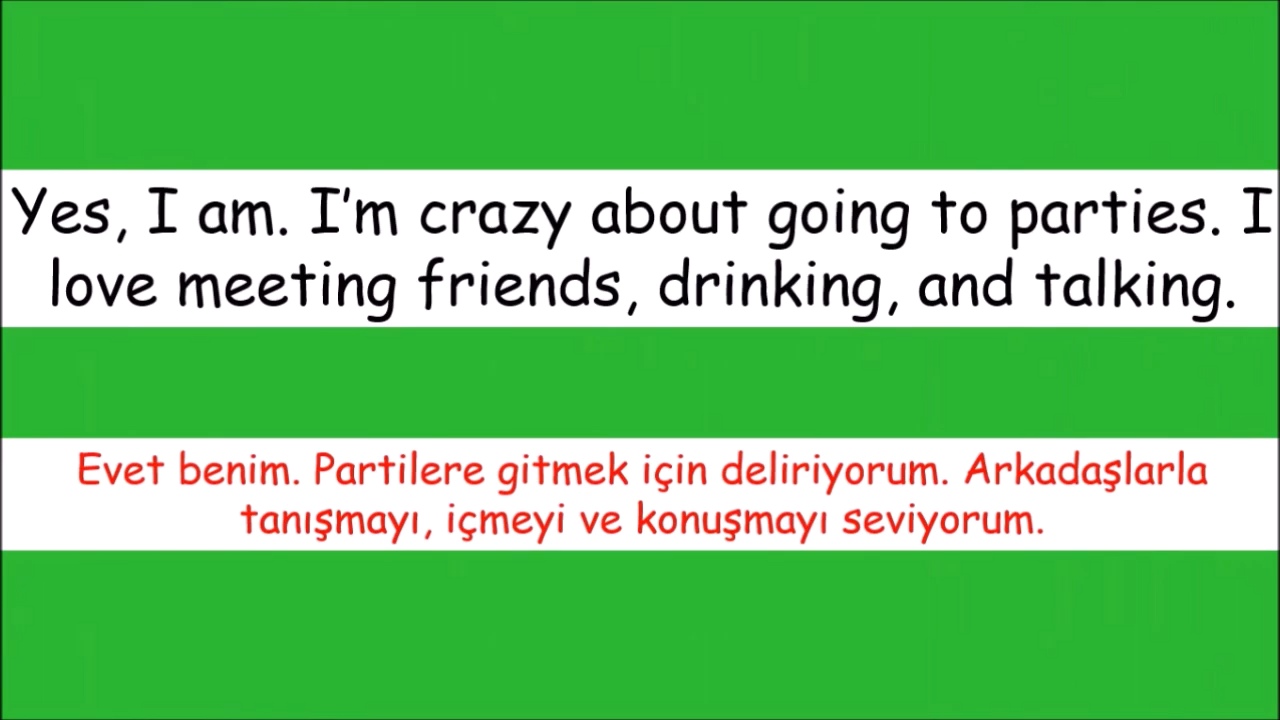 Yes, I am. I'm crazy about going to parties. I
love meeting friends, drinking, and talking.
Evet benim. Partilere gitmek için deliriyorum. Arkadaşlarla
tanışmayı, içmeyi ve konuşmayı seviyorum.